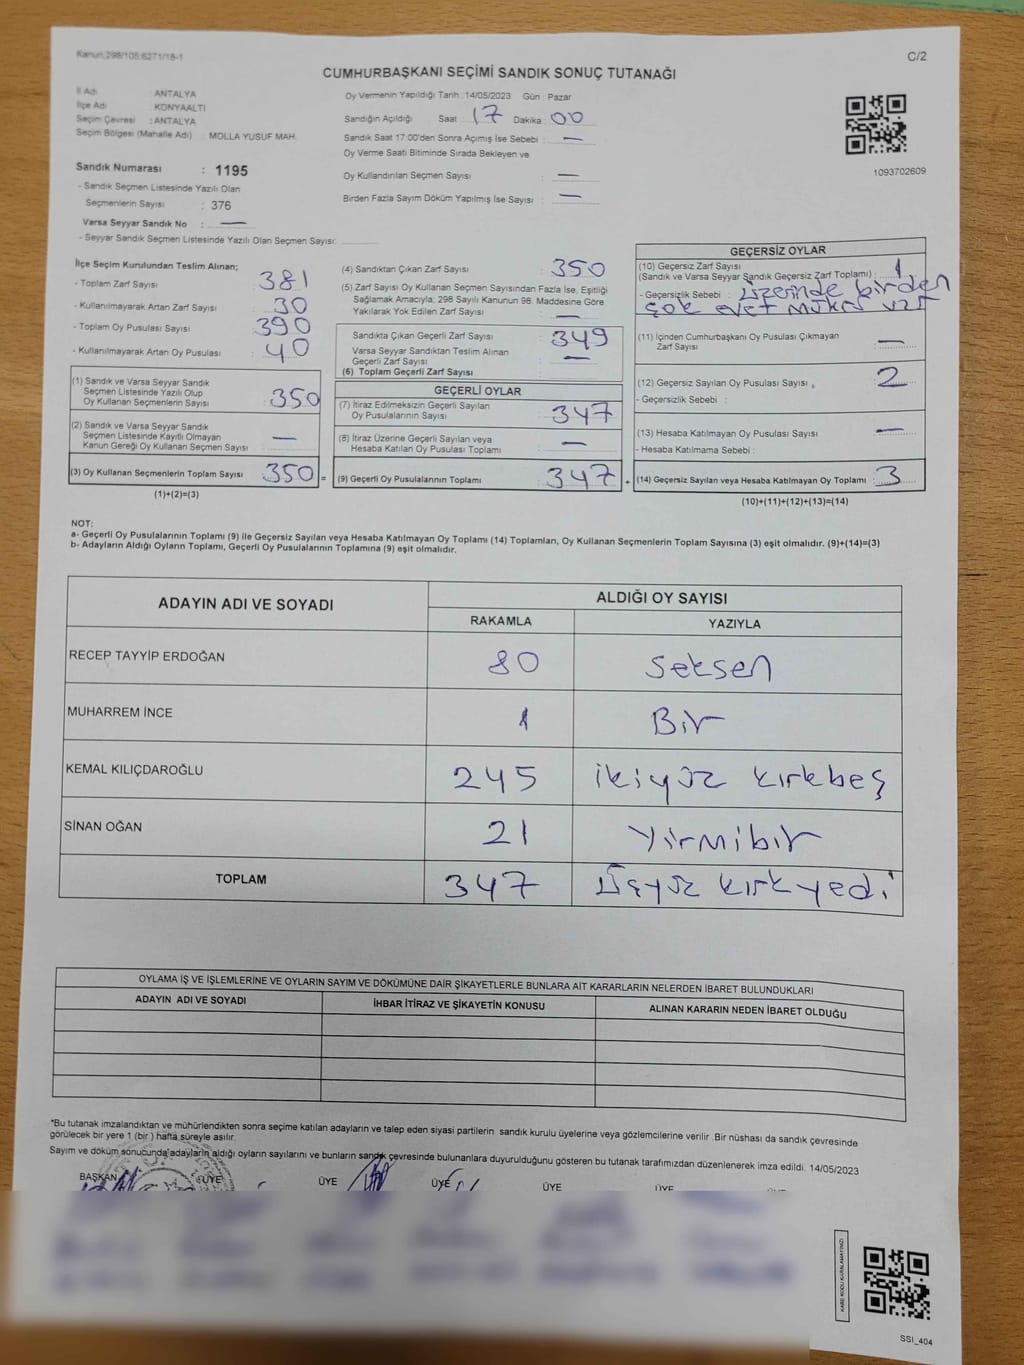 Kanun:298/105:6271/18-1
C/2
CUMHURBAŞKANI SEÇİMİ SANDIK SONUÇ TUTANAĞI
İl Adı ANTALYA
İlçe Adı : KONYAALTI
Seçim Çevresi : ANTALYA
Seçim Bölgesi (Mahalle Adı) : MOLLA YUSUF MAH.
Sandık Numarası : 1195
- Sandık Seçmen Listesinde Yazılı Olan
Seçmenlerin Sayısı : 376
Varsa Seyyar Sandık No : —
- Seyyar Sandık Seçmen Listesinde Yazılı Olan Seçmen Sayısı:
Oy Vermenin Yapıldığı Tarih :14/05/2023 Gün : Pazar
Sandığın Açıldığı Saat : 17 Dakika : 00
Sandık Saat 17:00'den Sonra Açımış İse Sebebi : —
Oy Verme Saati Bitiminde Sırada Bekleyen ve
Oy Kullandırılan Seçmen Sayısı : —
Birden Fazla Sayım Döküm Yapılmış İse Sayısı : —
1093702609
İlçe Seçim Kurulundan Teslim Alınan;
- Toplam Zarf Sayısı : 381
- Kullanılmayarak Artan Zarf Sayısı : 30
- Toplam Oy Pusulası Sayısı : 390
- Kullanılmayarak Artan Oy Pusulası : 40
(1) Sandık ve Varsa Seyyar Sandık
Seçmen Listesinde Yazılı Olup
Oy Kullanan Seçmenlerin Sayısı : 350
(2) Sandık ve Varsa Seyyar Sandık
Seçmen Listesinde Kayıtlı Olmayan
Kanun Gereği Oy Kullanan Seçmen Sayısı : —
(3) Oy Kullanan Seçmenlerin Toplam Sayısı : 350 =
(1)+(2)=(3)
(4) Sandıktan Çıkan Zarf Sayısı : 350
(5) Zarf Sayısı Oy Kullanan Seçmen Sayısından Fazla İse, Eşitliği
Sağlamak Amacıyla; 298 Sayılı Kanunun 98. Maddesine Göre
Yakılarak Yok Edilen Zarf Sayısı : —
Sandıkta Çıkan Geçerli Zarf Sayısı : 349
Varsa Seyyar Sandıktan Teslim Alınan
Geçerli Zarf Sayısı : —
(6) Toplam Geçerli Zarf Sayısı
GEÇERLİ OYLAR
(7) İtiraz Edilmeksizin Geçerli Sayılan
Oy Pusulalarının Sayısı : 347
(8) İtiraz Üzerine Geçerli Sayılan veya
Hesaba Katılan Oy Pusulası Toplamı : —
(9) Geçerli Oy Pusulalarının Toplamı : 347 +
GEÇERSİZ OYLAR
(10) Geçersiz Zarf Sayısı
(Sandık ve Varsa Seyyar Sandık Geçersiz Zarf Toplamı) : 1
- Geçersizlik Sebebi : Üzerinde birden
çok evet mührü
(11) İçinden Cumhurbaşkanı Oy Pusulası Çıkmayan
Zarf Sayısı : —
(12) Geçersiz Sayılan Oy Pusulası Sayısı : 2
- Geçersizlik Sebebi :
(13) Hesaba Katılmayan Oy Pusulası Sayısı : —
- Hesaba Katılmama Sebebi :
(14) Geçersiz Sayılan veya Hesaba Katılmayan Oy Toplamı : 3
(10)+(11)+(12)+(13)=(14)
NOT:
a- Geçerli Oy Pusulalarının Toplamı (9) ile Geçersiz Sayılan veya Hesaba Katılmayan Oy Toplamı (14) Toplamları, Oy Kullanan Seçmenlerin Toplam Sayısına (3) eşit olmalıdır. (9)+(14)=(3)
b- Adayların Aldığı Oyların Toplamı, Geçerli Oy Pusulalarının Toplamına (9) eşit olmalıdır.
ADAYIN ADI VE SOYADI ALDIĞI OY SAYISI
RAKAMLA YAZIYLA
RECEP TAYYİP ERDOĞAN 80 Seksen
MUHARREM İNCE 1 Bir
KEMAL KILIÇDAROĞLU 245 ikiyüz kırkbeş
SİNAN OĞAN 21 Yirmibir
TOPLAM 347 Üçyüz kırkyedi
OYLAMA İŞ VE İŞLEMLERİNE VE OYLARIN SAYIM VE DÖKÜMÜNE DAİR ŞİKAYETLERLE BUNLARA AİT KARARLARIN NELERDEN İBARET BULUNDUKLARI
ADAYIN ADI VE SOYADI İHBAR İTİRAZ VE ŞİKAYETİN KONUSU ALINAN KARARIN NEDEN İBARET OLDUĞU
*Bu tutanak imzalandıktan ve mühürlendikten sonra seçime katılan adayların ve talep eden siyasi partilerin sandık kurulu üyelerine veya gözlemcilerine verilir. Bir nüshası da sandık çevresinde
görülecek bir yere 1 (bir ) hafta süreyle asılır.
Sayım ve döküm sonucunda adayların aldığı oyların sayılarını ve bunların sandık çevresinde bulunanlara duyurulduğunu gösteren bu tutanak tarafımızdan düzenlenerek imza edildi. 14/05/2023
BAŞKAN ÜYE ÜYE ÜYE ÜYE ÜYE
KARE KODU KARALAMAYINIZ!
SSI_404